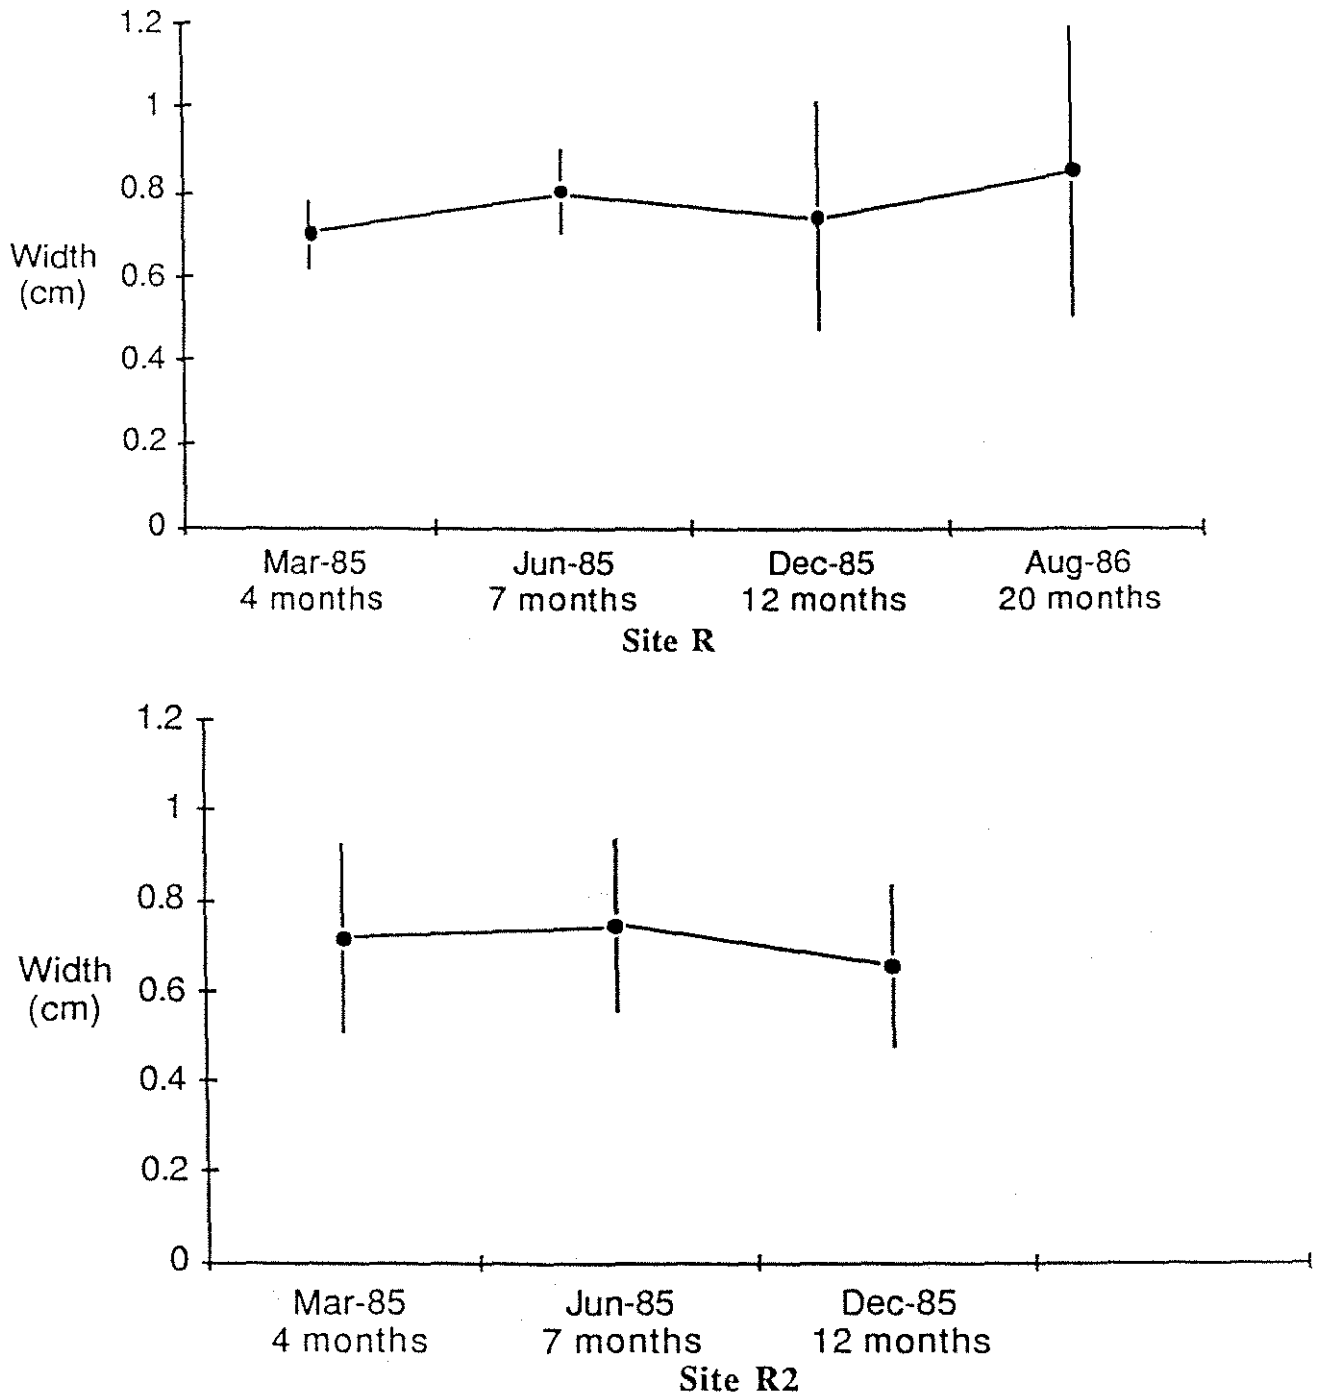 1.2
1
0.8
Width
(cm)
0.6
0.4
0.2
0
Mar-85 Jun-85 Dec-85 Aug-86
4 months 7 months 12 months 20 months
Site R
1.2
1
0.8
Width
(cm)
0.6
0.4
0.2
0
Mar-85 Jun-85 Dec-85
4 months 7 months 12 months
Site R2